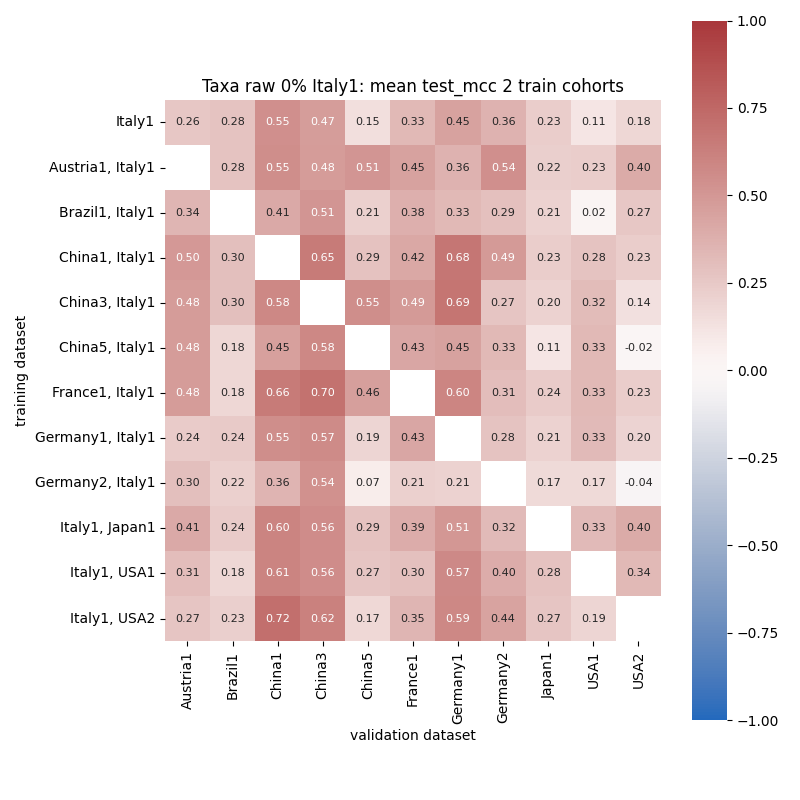 Taxa raw 0% Italy1: mean test_mcc 2 train cohorts
training dataset
Italy1 0.26 0.28 0.55 0.47 0.15 0.33 0.45 0.36 0.23 0.11 0.18
Austria1, Italy1 0.28 0.55 0.48 0.51 0.45 0.36 0.54 0.22 0.23 0.40
Brazil1, Italy1 0.34 0.41 0.51 0.21 0.38 0.33 0.29 0.21 0.02 0.27
China1, Italy1 0.50 0.30 0.65 0.29 0.42 0.68 0.49 0.23 0.28 0.23
China3, Italy1 0.48 0.30 0.58 0.55 0.49 0.69 0.27 0.20 0.32 0.14
China5, Italy1 0.48 0.18 0.45 0.58 0.43 0.45 0.33 0.11 0.33 -0.02
France1, Italy1 0.48 0.18 0.66 0.70 0.46 0.60 0.31 0.24 0.33 0.23
Germany1, Italy1 0.24 0.24 0.55 0.57 0.19 0.43 0.28 0.21 0.33 0.20
Germany2, Italy1 0.30 0.22 0.36 0.54 0.07 0.21 0.21 0.17 0.17 -0.04
Italy1, Japan1 0.41 0.24 0.60 0.56 0.29 0.39 0.51 0.32 0.33 0.40
Italy1, USA1 0.31 0.18 0.61 0.56 0.27 0.30 0.57 0.40 0.28 0.34
Italy1, USA2 0.27 0.23 0.72 0.62 0.17 0.35 0.59 0.44 0.27 0.19
Austria1 Brazil1 China1 China3 China5 France1 Germany1 Germany2 Japan1 USA1 USA2
validation dataset
1.00
0.75
0.50
0.25
0.00
−0.25
−0.50
−0.75
−1.00